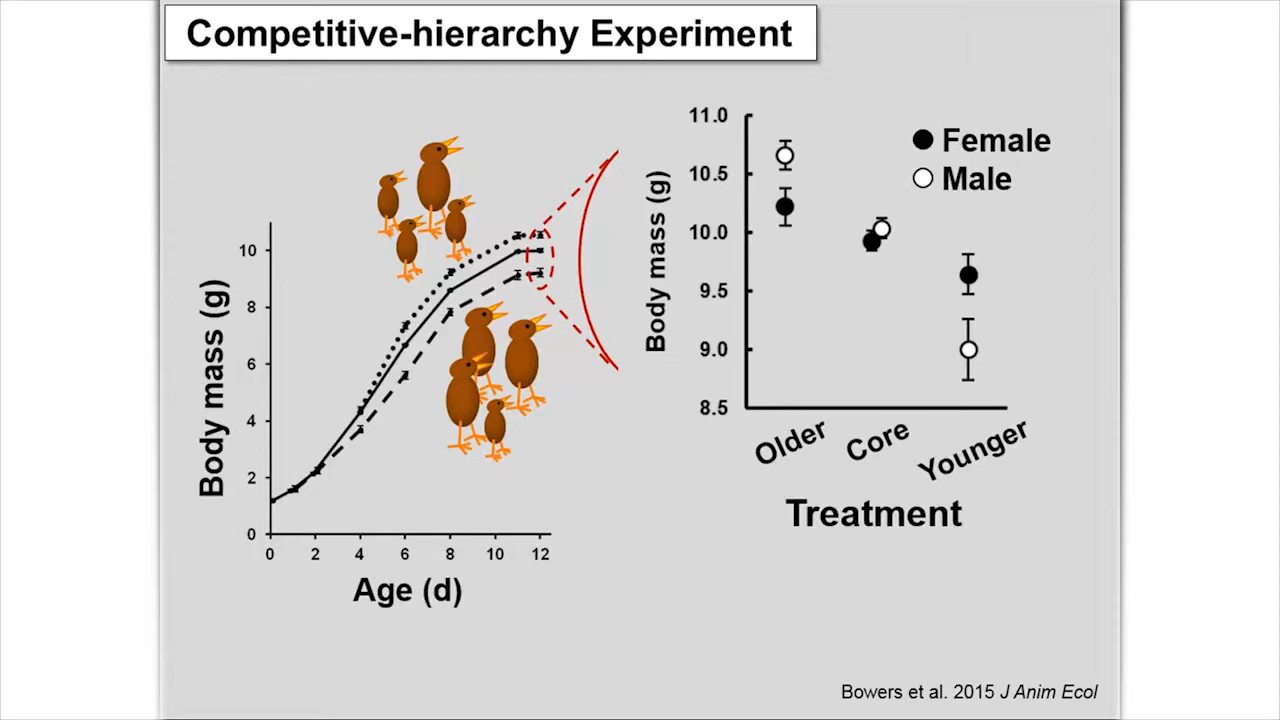 Competitive-hierarchy Experiment
Body mass (g)
10
8
6
4
2
0
0 2 4 6 8 10 12
Age (d)
Body mass (g)
11.0
10.5
10.0
9.5
9.0
8.5
Female
Male
Older Core Younger
Treatment
Bowers et al. 2015 J Anim Ecol